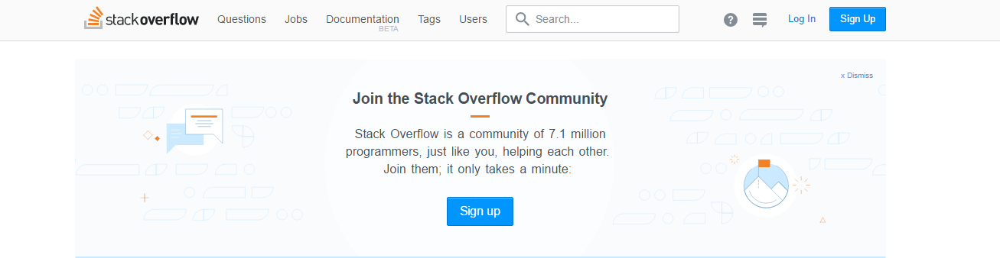 stackoverflow Questions Jobs Documentation Tags Users Search... ? Log In Sign Up
BETA
x Dismiss
Join the Stack Overflow Community
Stack Overflow is a community of 7.1 million
programmers, just like you, helping each other.
Join them; it only takes a minute:
Sign up